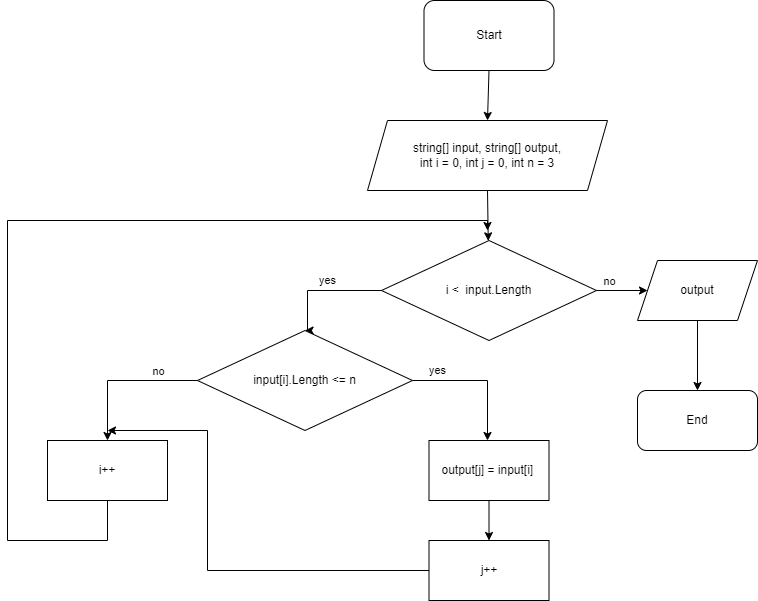 Start
string[] input, string[] output,
int i = 0, int j = 0, int n = 3
i < input.Length
yes
no
output
input[i].Length <= n
no
yes
End
i++
output[j] = input[i]
j++